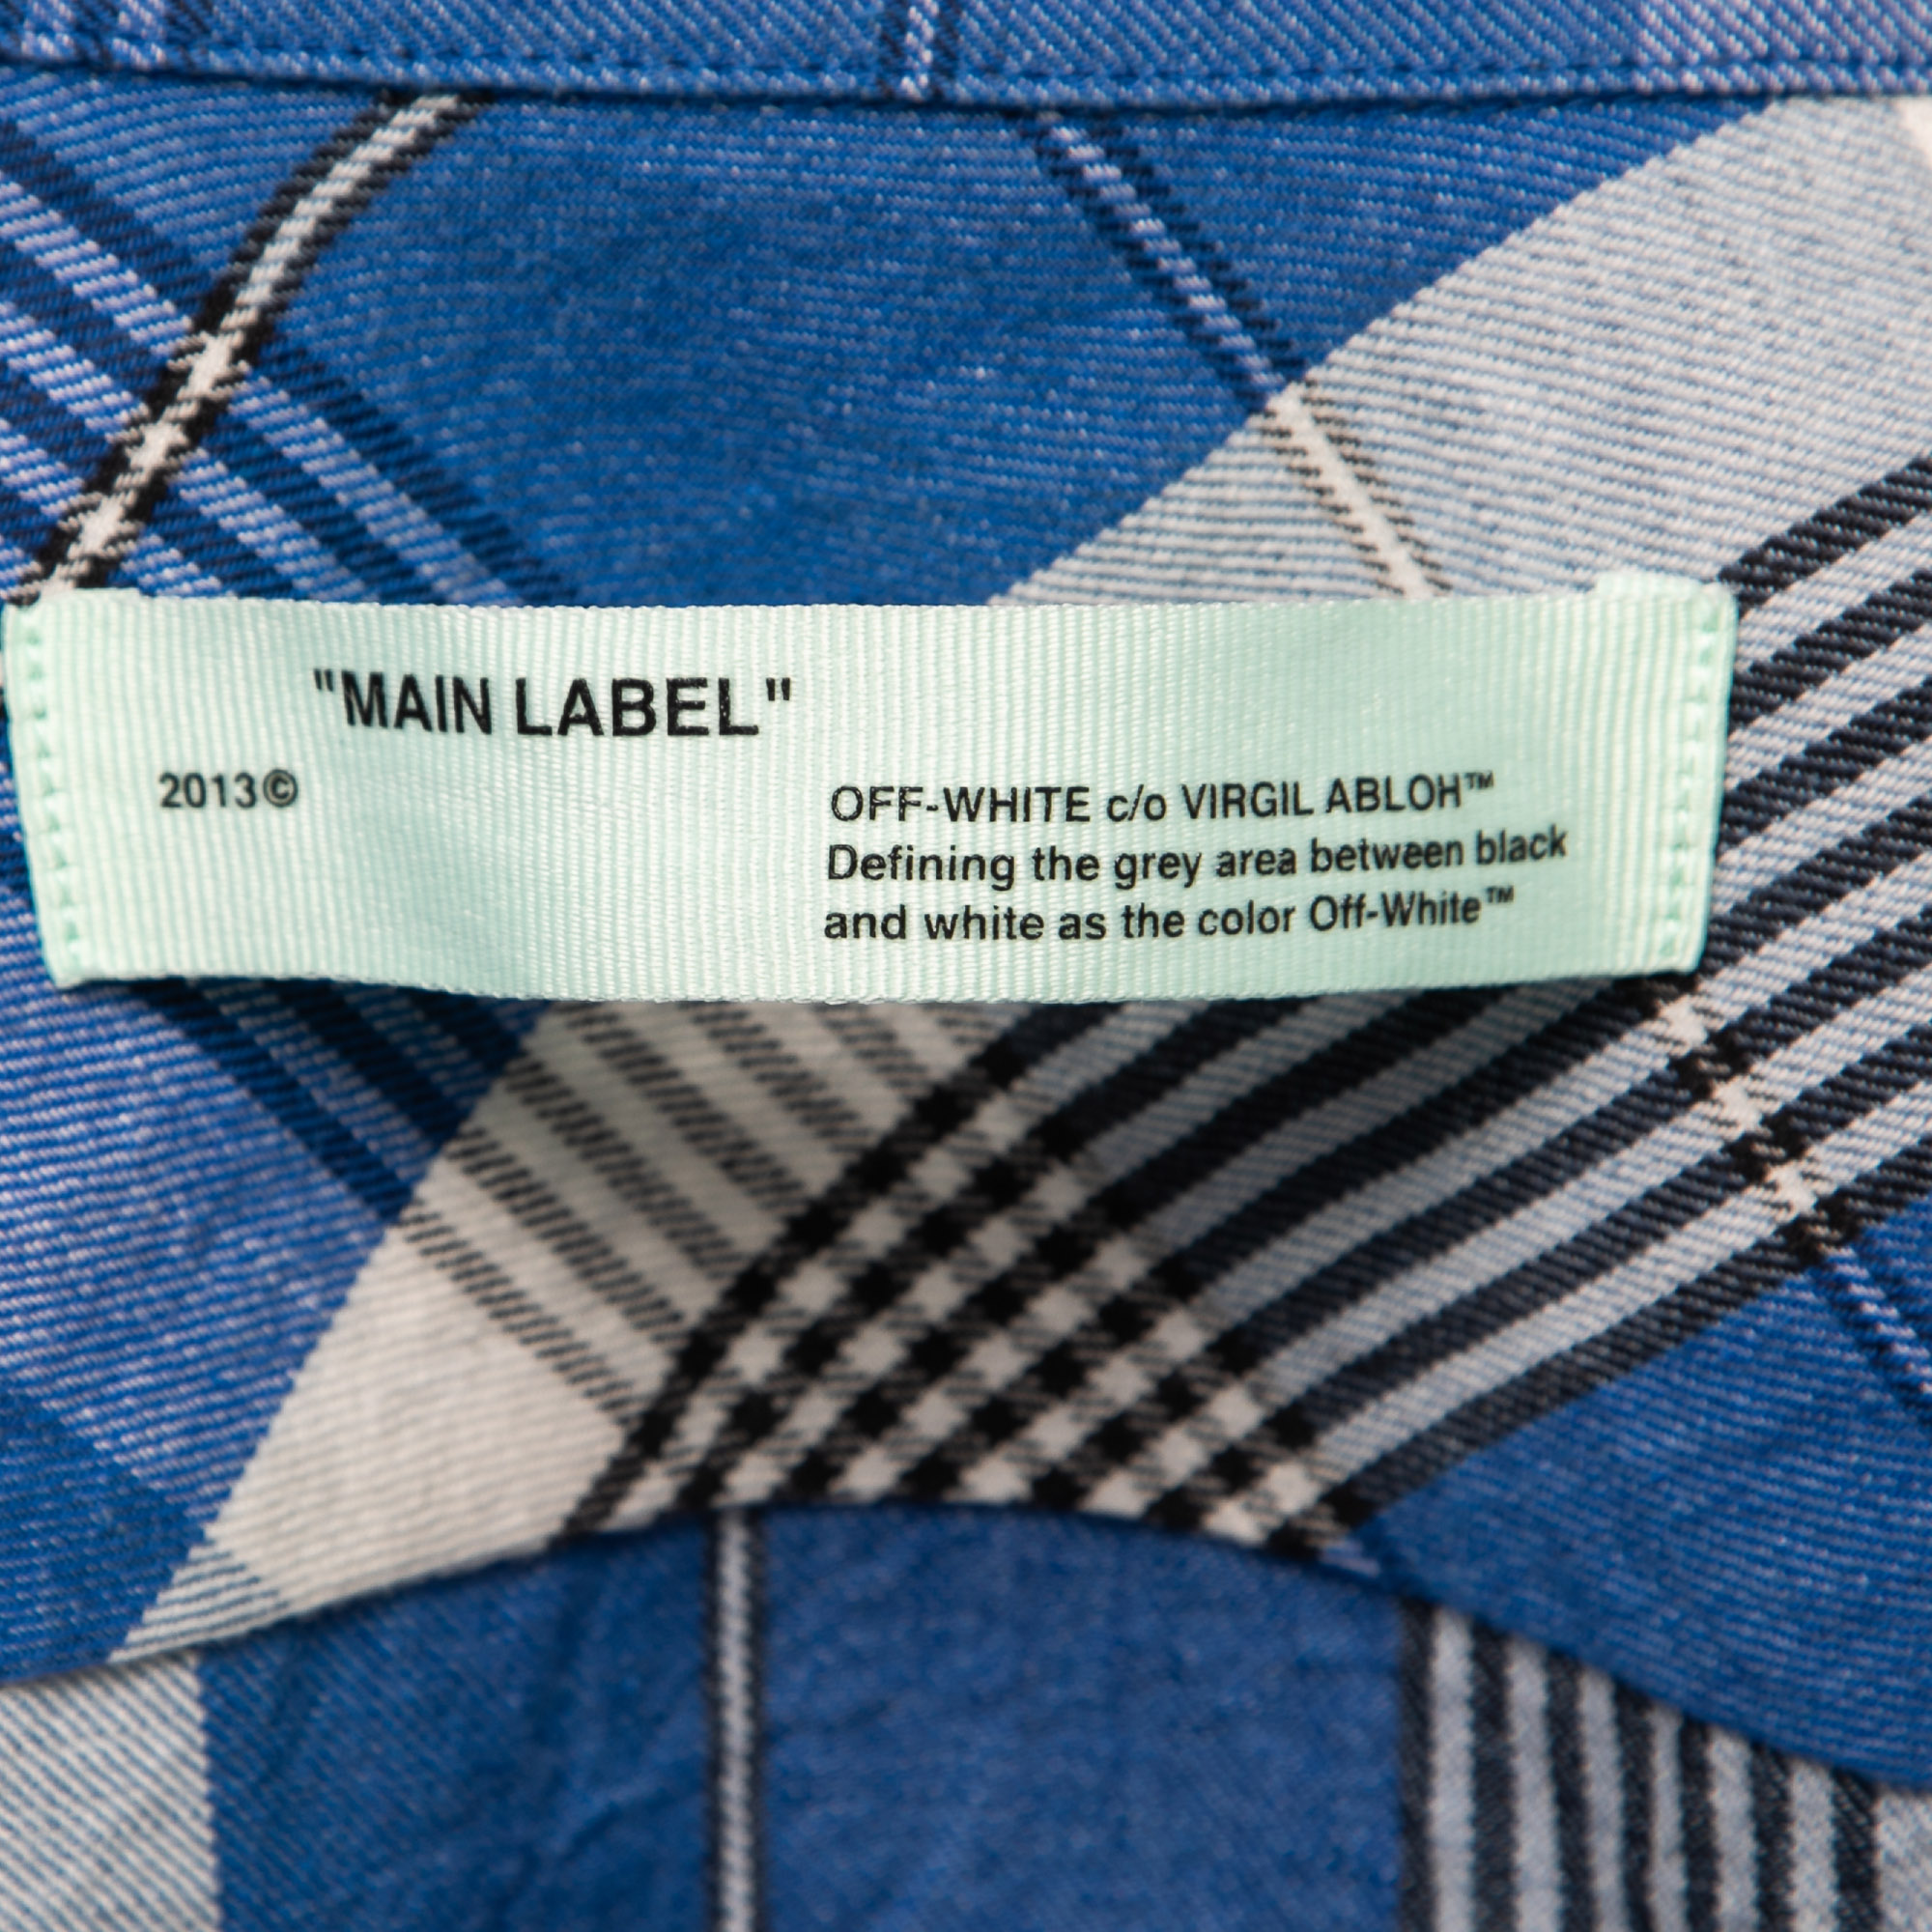 "MAIN LABEL"
2013©
OFF-WHITE c/o VIRGIL ABLOH™
Defining the grey area between black
and white as the color Off-White™